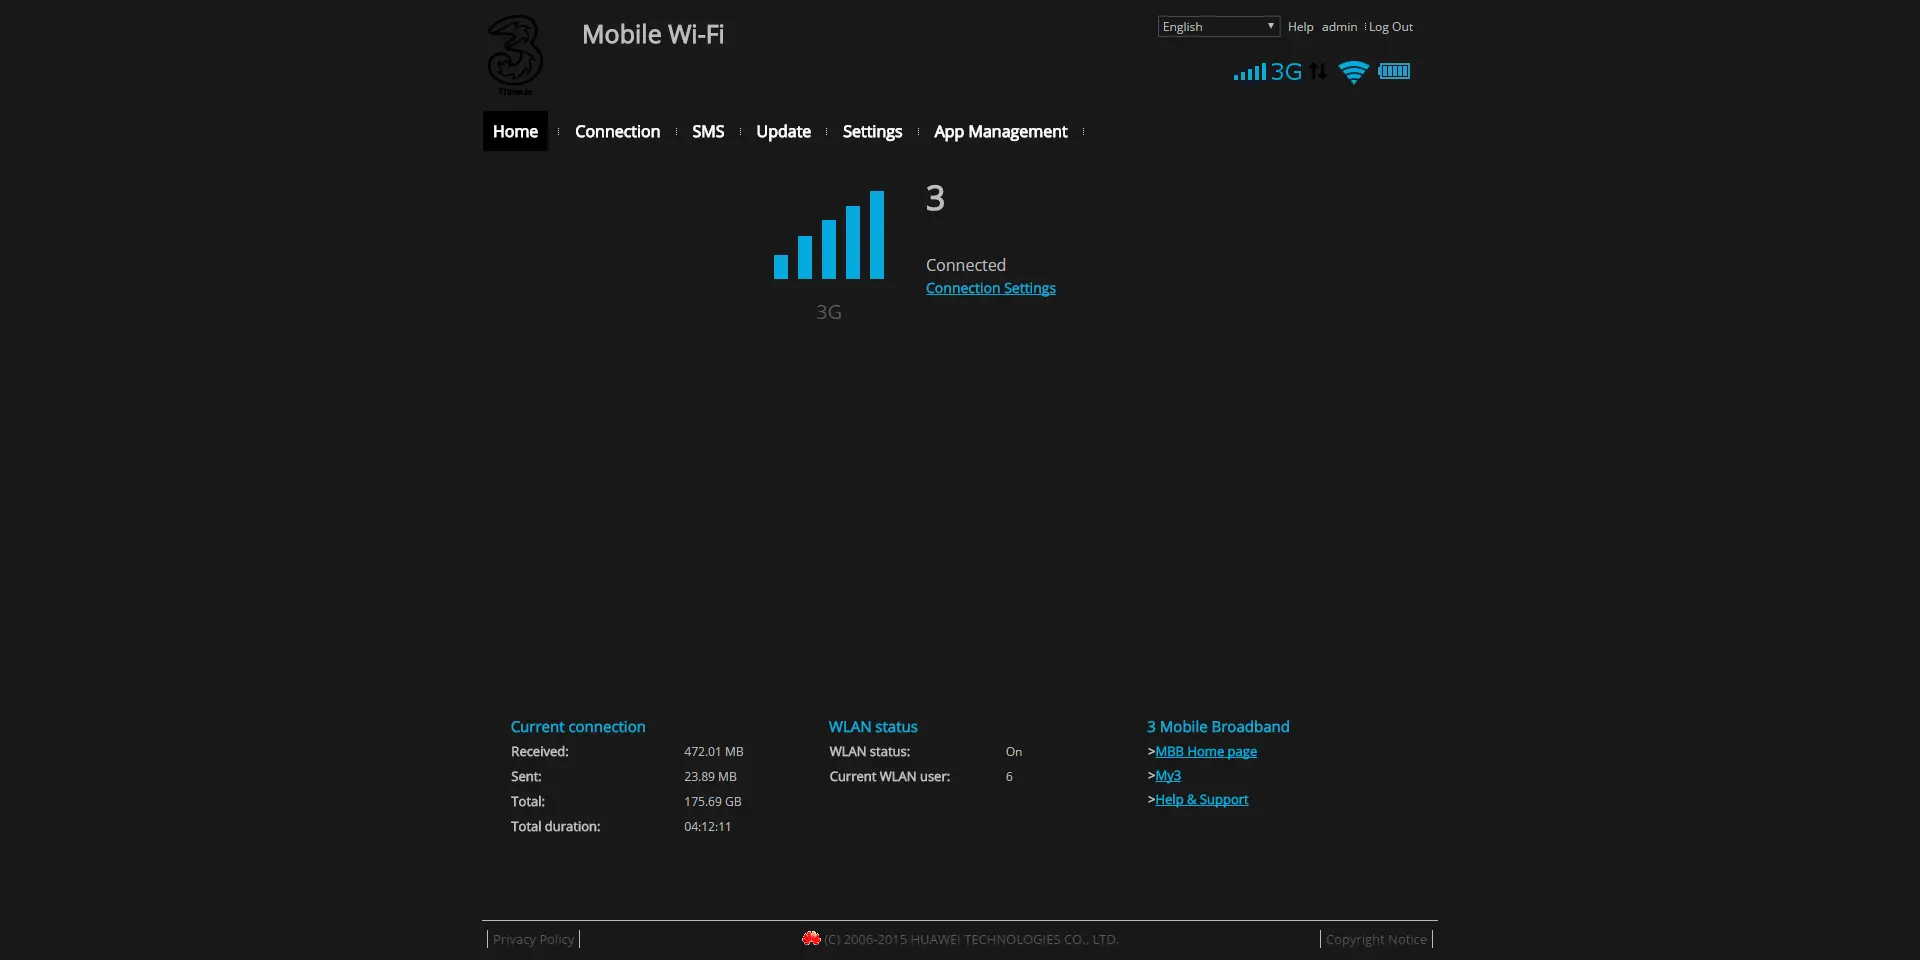 Three.ie
Mobile Wi-Fi
English
Help admin Log Out
3G
Home Connection SMS Update Settings App Management
3
Connected
Connection Settings
3G
Current connection
Received: 472.01 MB
Sent: 23.89 MB
Total: 175.69 GB
Total duration: 04:12:11
WLAN status
WLAN status: On
Current WLAN user: 6
3 Mobile Broadband
>MBB Home page
>My3
>Help & Support
Privacy Policy
(C) 2006-2015 HUAWEI TECHNOLOGIES CO., LTD.
Copyright Notice